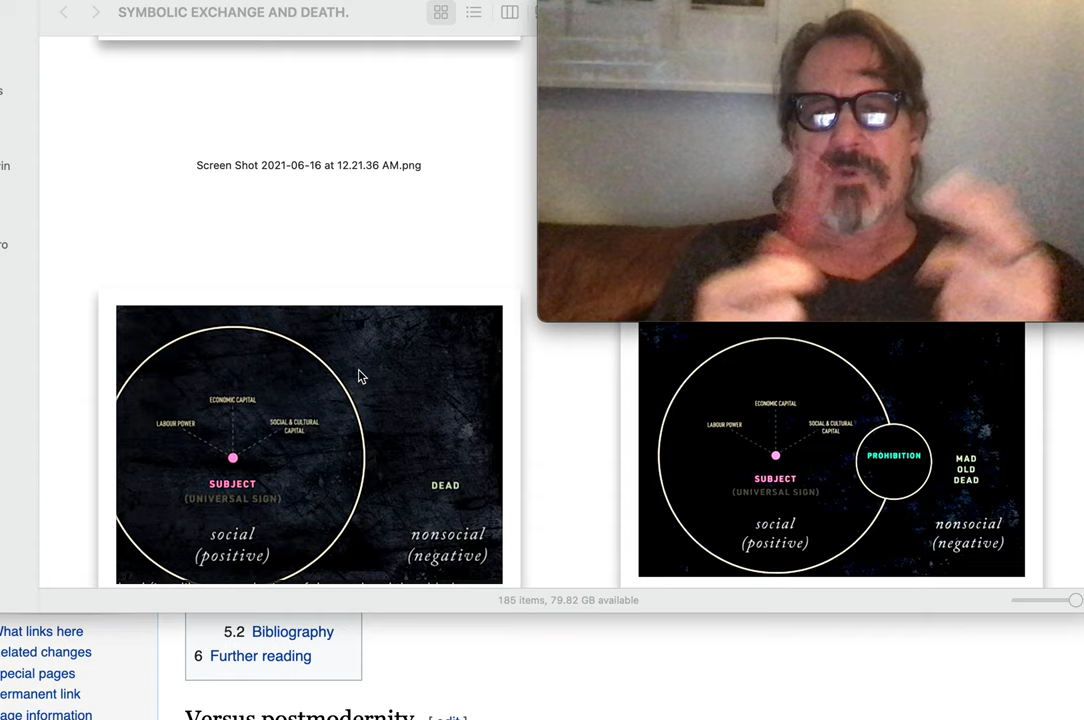 SYMBOLIC EXCHANGE AND DEATH.
s
in
ro
Screen Shot 2021-06-16 at 12.21.36 AM.png
ECONOMIC CAPITAL
LABOUR POWER
SOCIAL & CULTURAL
CAPITAL
SUBJECT
(UNIVERSAL SIGN)
DEAD
social
(positive)
nonsocial
(negative)
ECONOMIC CAPITAL
LABOUR POWER
SOCIAL & CULTURAL
CAPITAL
PROHIBITION
MAD
OLD
DEAD
SUBJECT
(UNIVERSAL SIGN)
social
(positive)
nonsocial
(negative)
185 items, 79.82 GB available
What links here
elated changes
pecial pages
ermanent link
age information
5.2 Bibliography
6 Further reading
Versus postmodernity [ edit ]